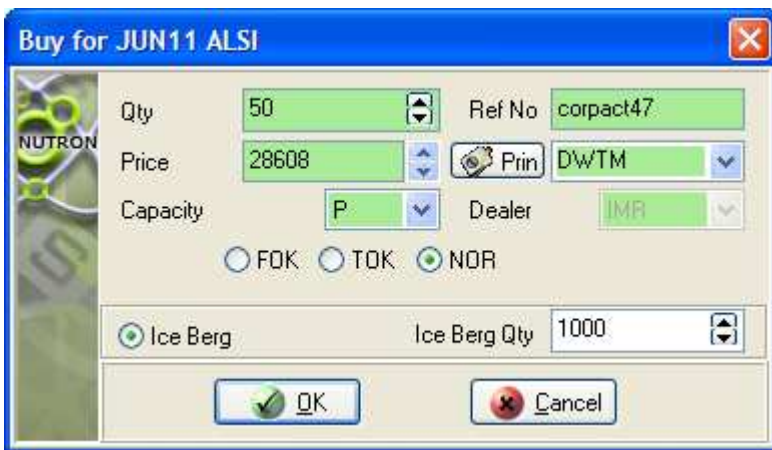 Buy for JUN11 ALSI
NUTRON
Qty 50 Ref No corpact47
Price 28608 Prin DWTM
Capacity P Dealer IMR
FOK TOK NOR
Ice Berg Ice Berg Qty 1000
OK Cancel